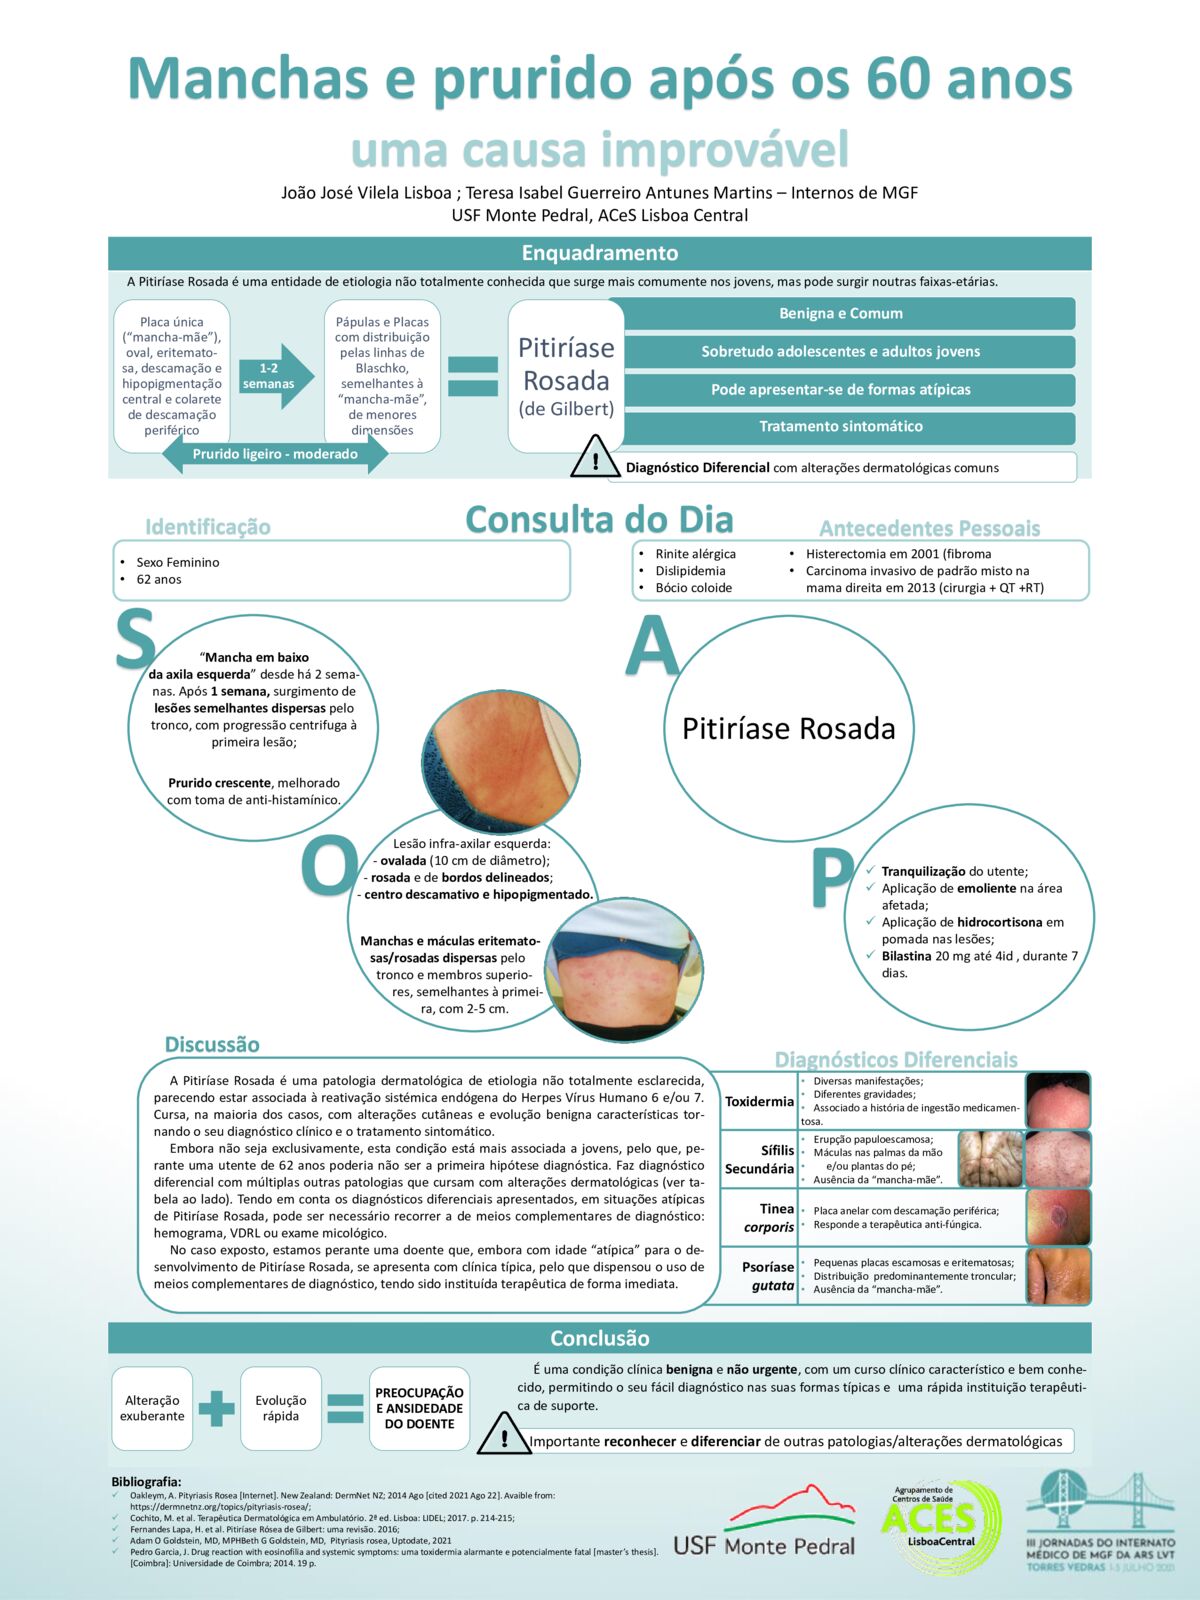 Manchas e prurido após os 60 anos
uma causa improvável
João José Vilela Lisboa ; Teresa Isabel Guerreiro Antunes Martins – Internos de MGF
USF Monte Pedral, ACeS Lisboa Central
Enquadramento
A Pitiríase Rosada é uma entidade de etiologia não totalmente conhecida que surge mais comumente nos jovens, mas pode surgir noutras faixas-etárias.
Placa única
(“mancha-mãe”),
oval, eritemato-
sa, descamação e
hipopigmentação
central e colarete
de descamação
periférico
1-2
semanas
Pápulas e Placas
com distribuição
pelas linhas de
Blaschko,
semelhantes à
“mancha-mãe”,
de menores
dimensões
Prurido ligeiro - moderado
Pitiríase
Rosada
(de Gilbert)
Benigna e Comum
Sobretudo adolescentes e adultos jovens
Pode apresentar-se de formas atípicas
Tratamento sintomático
!
Diagnóstico Diferencial com alterações dermatológicas comuns
Consulta do Dia
Identificação
• Sexo Feminino
• 62 anos
Antecedentes Pessoais
• Rinite alérgica
• Dislipidemia
• Bócio coloide
• Histerectomia em 2001 (fibroma
• Carcinoma invasivo de padrão misto na
mama direita em 2013 (cirurgia + QT +RT)
S
“Mancha em baixo
da axila esquerda” desde há 2 sema-
nas. Após 1 semana, surgimento de
lesões semelhantes dispersas pelo
tronco, com progressão centrifuga à
primeira lesão;
Prurido crescente, melhorado
com toma de anti-histamínico.
O
Lesão infra-axilar esquerda:
- ovalada (10 cm de diâmetro);
- rosada e de bordos delineados;
- centro descamativo e hipopigmentado.
Manchas e máculas eritemato-
sas/rosadas dispersas pelo
tronco e membros superio-
res, semelhantes à primei-
ra, com 2-5 cm.
A
Pitiríase Rosada
P
✓ Tranquilização do utente;
✓ Aplicação de emoliente na área
afetada;
✓ Aplicação de hidrocortisona em
pomada nas lesões;
✓ Bilastina 20 mg até 4id , durante 7
dias.
Discussão
A Pitiríase Rosada é uma patologia dermatológica de etiologia não totalmente esclarecida,
parecendo estar associada à reativação sistémica endógena do Herpes Vírus Humano 6 e/ou 7.
Cursa, na maioria dos casos, com alterações cutâneas e evolução benigna características tor-
nando o seu diagnóstico clínico e o tratamento sintomático.
Embora não seja exclusivamente, esta condição está mais associada a jovens, pelo que, pe-
rante uma utente de 62 anos poderia não ser a primeira hipótese diagnóstica. Faz diagnóstico
diferencial com múltiplas outras patologias que cursam com alterações dermatológicas (ver ta-
bela ao lado). Tendo em conta os diagnósticos diferenciais apresentados, em situações atípicas
de Pitiríase Rosada, pode ser necessário recorrer a de meios complementares de diagnóstico:
hemograma, VDRL ou exame micológico.
No caso exposto, estamos perante uma doente que, embora com idade “atípica” para o de-
senvolvimento de Pitiríase Rosada, se apresenta com clínica típica, pelo que dispensou o uso de
meios complementares de diagnóstico, tendo sido instituída terapêutica de forma imediata.
Diagnósticos Diferenciais
Toxidermia
• Diversas manifestações;
• Diferentes gravidades;
• Associado a história de ingestão medicamen-
tosa.
Sífilis
Secundária
• Erupção papuloescamosa;
• Máculas nas palmas da mão
• e/ou plantas do pé;
• Ausência da “mancha-mãe”.
Tinea
corporis
• Placa anelar com descamação periférica;
• Responde a terapêutica anti-fúngica.
Psoríase
gutata
• Pequenas placas escamosas e eritematosas;
• Distribuição predominantemente troncular;
• Ausência da “mancha-mãe”.
Conclusão
Alteração
exuberante
Evolução
rápida
PREOCUPAÇÃO
E ANSIDEDADE
DO DOENTE
É uma condição clínica benigna e não urgente, com um curso clínico característico e bem conhe-
cido, permitindo o seu fácil diagnóstico nas suas formas típicas e uma rápida instituição terapêuti-
ca de suporte.
!
Importante reconhecer e diferenciar de outras patologias/alterações dermatológicas
Bibliografia:
✓ Oakleym, A. Pityriasis Rosea [Internet]. New Zealand: DermNet NZ; 2014 Ago [cited 2021 Ago 22]. Avaible from:
https://dermnetnz.org/topics/pityriasis-rosea/;
✓ Cochito, M. et al. Terapêutica Dermatológica em Ambulatório. 2ª ed. Lisboa: LIDEL; 2017. p. 214-215;
✓ Fernandes Lapa, H. et al. Pitiríase Rósea de Gilbert: uma revisão. 2016;
✓ Adam O Goldstein, MD, MPHBeth G Goldstein, MD, Pityriasis rosea, Uptodate, 2021
✓ Pedro Garcia, J. Drug reaction with eosinofilia and systemic symptoms: uma toxidermia alarmante e potencialmente fatal [master’s thesis].
[Coimbra]: Universidade de Coimbra; 2014. 19 p.
USF Monte Pedral
Agrupamento de
Centros de Saúde
ACES
LisboaCentral
III JORNADAS DO INTERNATO
MÉDICO DE MGF DA ARS LVT
TORRES VEDRAS 1-3 JULHO 2021